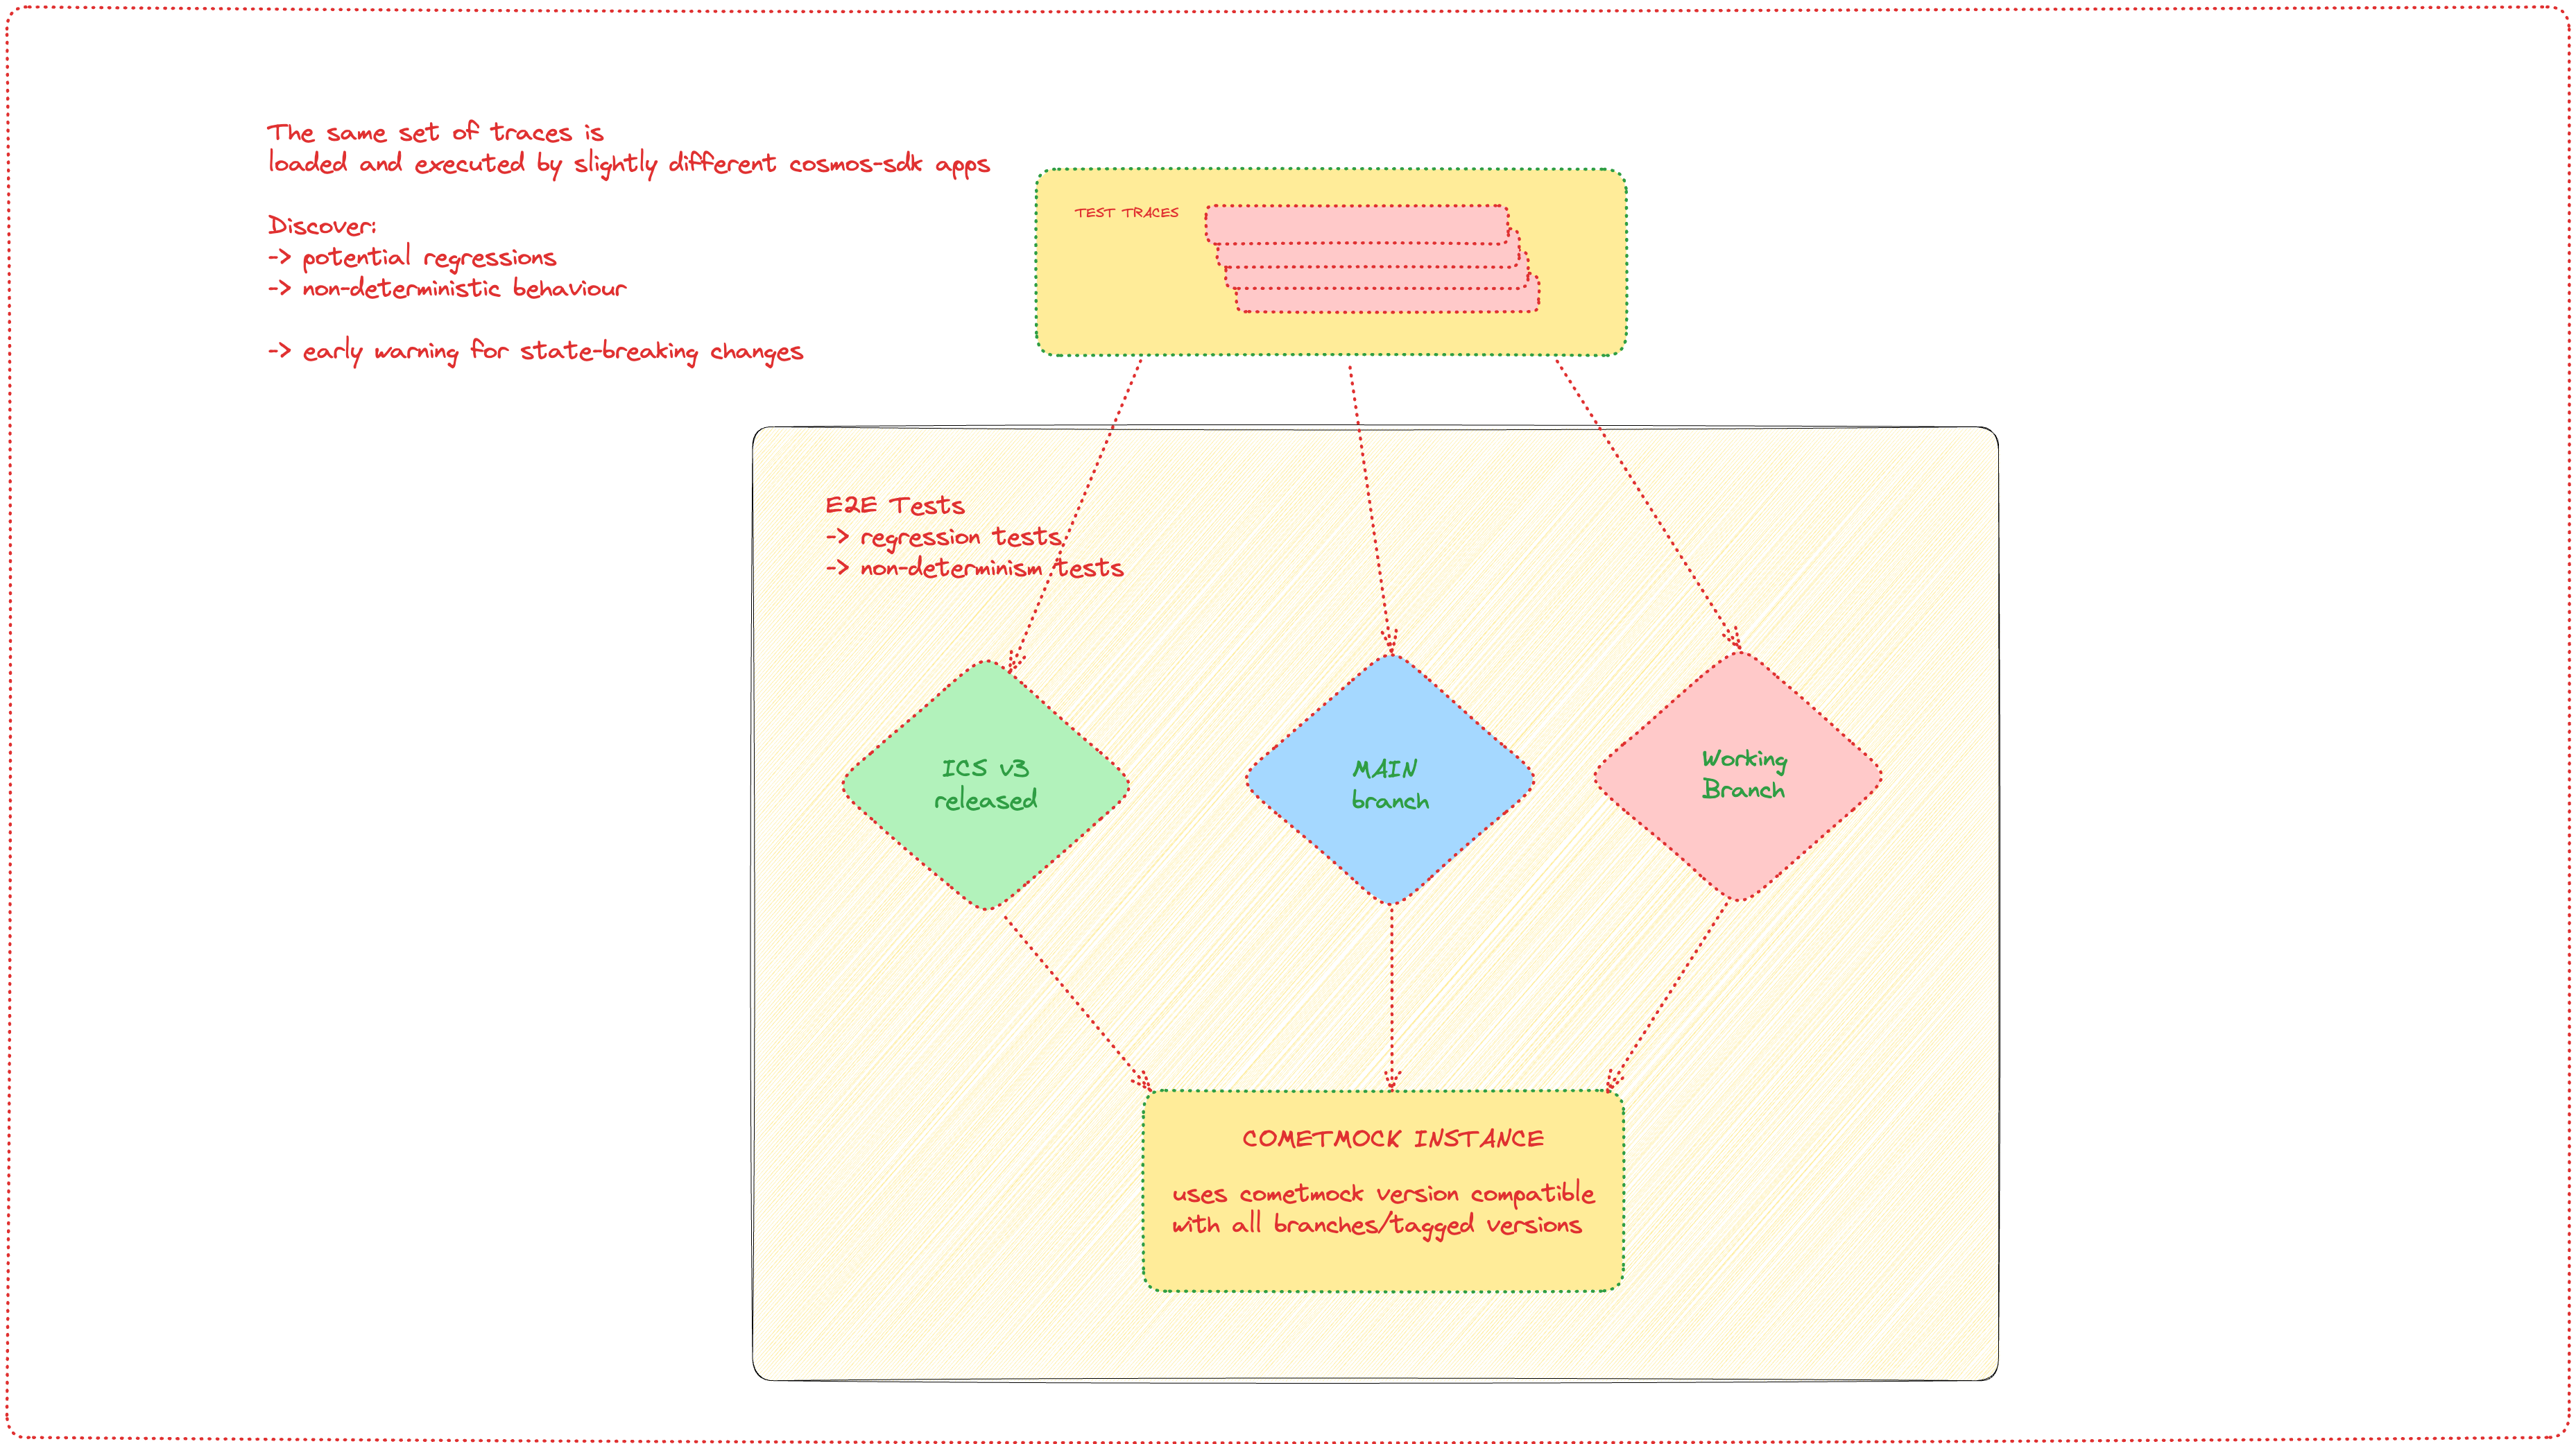 The same set of traces is
loaded and executed by slightly different cosmos-sdk apps
Discover:
-> potential regressions
-> non-deterministic behaviour
-> early warning for state-breaking changes
TEST TRACES
E2E Tests
-> regression tests
-> non-determinism tests
ICS v3
released
MAIN
branch
Working
Branch
COMETMOCK INSTANCE
uses cometmock version compatible
with all branches/tagged versions